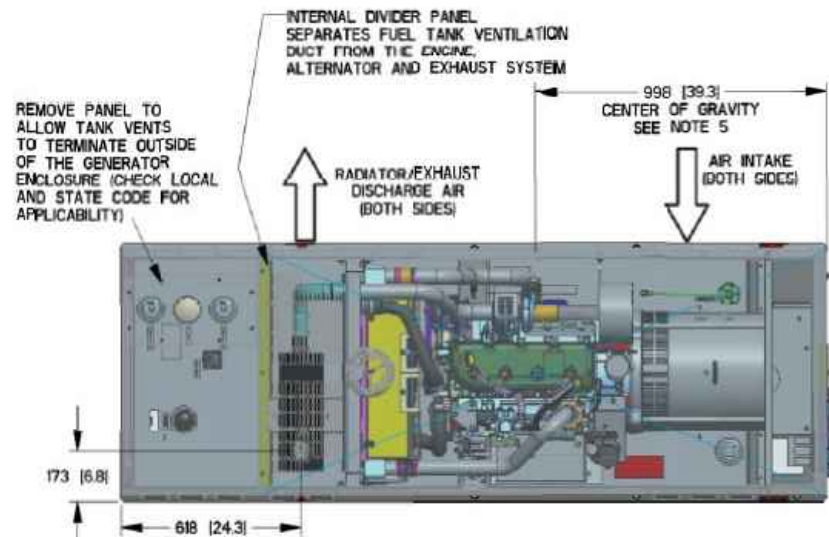 INTERNAL DIVIDER PANEL
SEPARATES FUEL TANK VENTILATION
DUCT FROM THE ENGINE,
ALTERNATOR AND EXHAUST SYSTEM
REMOVE PANEL TO
ALLOW TANK VENTS
TO TERMINATE OUTSIDE
OF THE GENERATOR
ENCLOSURE (CHECK LOCAL
AND STATE CODE FOR
APPLICABILITY)
RADIATOR/EXHAUST
DISCHARGE AIR
(BOTH SIDES)
998 [39.3]
CENTER OF GRAVITY
SEE NOTE 5
AIR INTAKE
(BOTH SIDES)
173 [6.8]
618 [24.3]